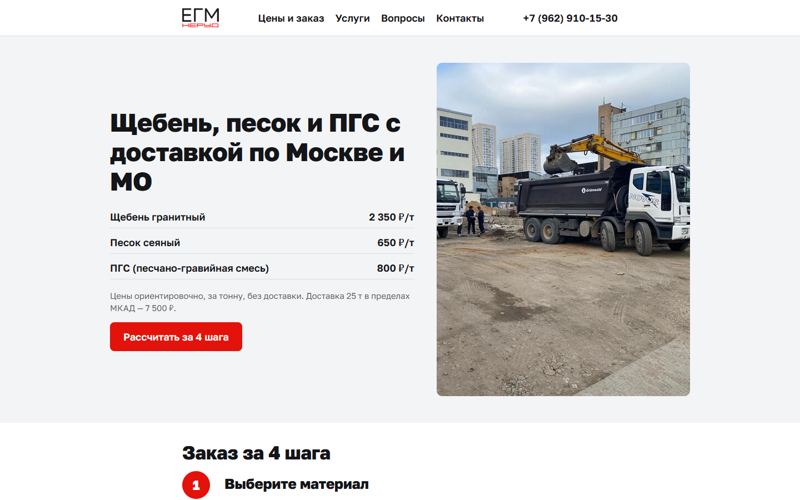 ЕГМ
НЕРУД
Цены и заказ
Услуги
Вопросы
Контакты
+7 (962) 910-15-30
Щебень, песок и ПГС с
доставкой по Москве и
МО
Щебень гранитный 2 350 ₽/т
Песок сеяный 650 ₽/т
ПГС (песчано-гравийная смесь) 800 ₽/т
Цены ориентировочно, за тонну, без доставки. Доставка 25 т в пределах
МКАД — 7 500 ₽.
Рассчитать за 4 шага
Grünwald
Заказ за 4 шага
1 Выберите материал